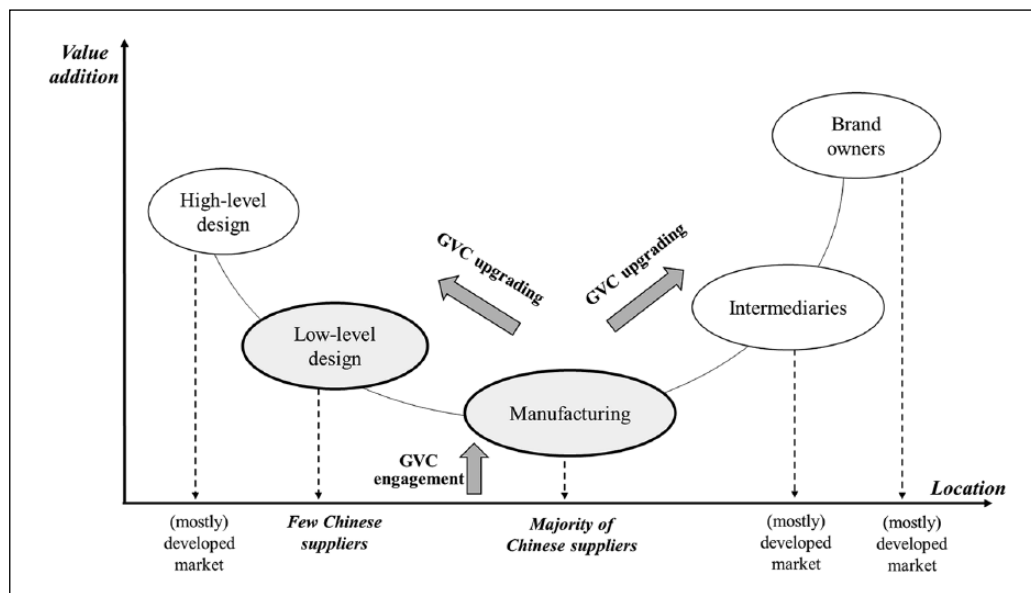 Value
addition
Brand
owners
High-level
design
GVC upgrading
GVC upgrading
Intermediaries
Low-level
design
Manufacturing
GVC
engagement
Location
(mostly)
developed
market
Few Chinese
suppliers
Majority of
Chinese suppliers
(mostly)
developed
market
(mostly)
developed
market